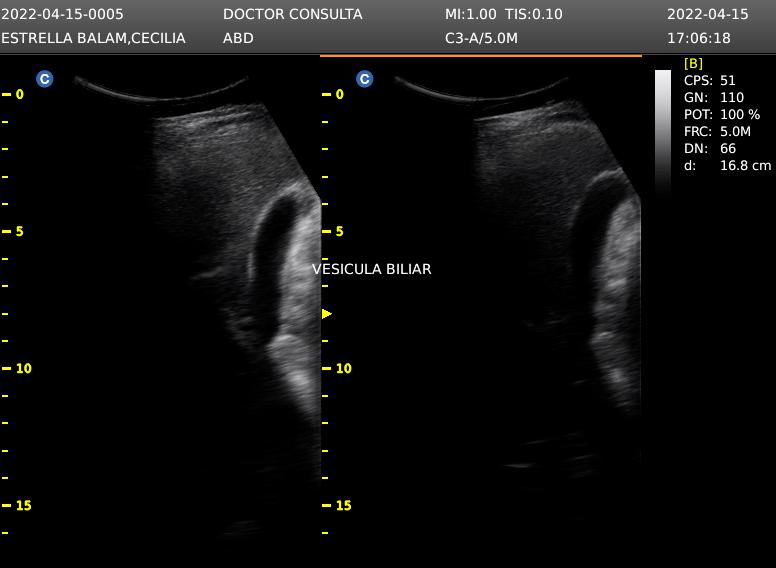 2022-04-15-0005 DOCTOR CONSULTA MI:1.00 TIS:0.10 2022-04-15
ESTRELLA BALAM,CECILIA ABD C3-A/5.0M 17:06:18
[B]
CPS: 51
GN: 110
POT: 100 %
FRC: 5.0M
DN: 66
d: 16.8 cm
C C
0 0
5 5
VESICULA BILIAR
10 10
15 15